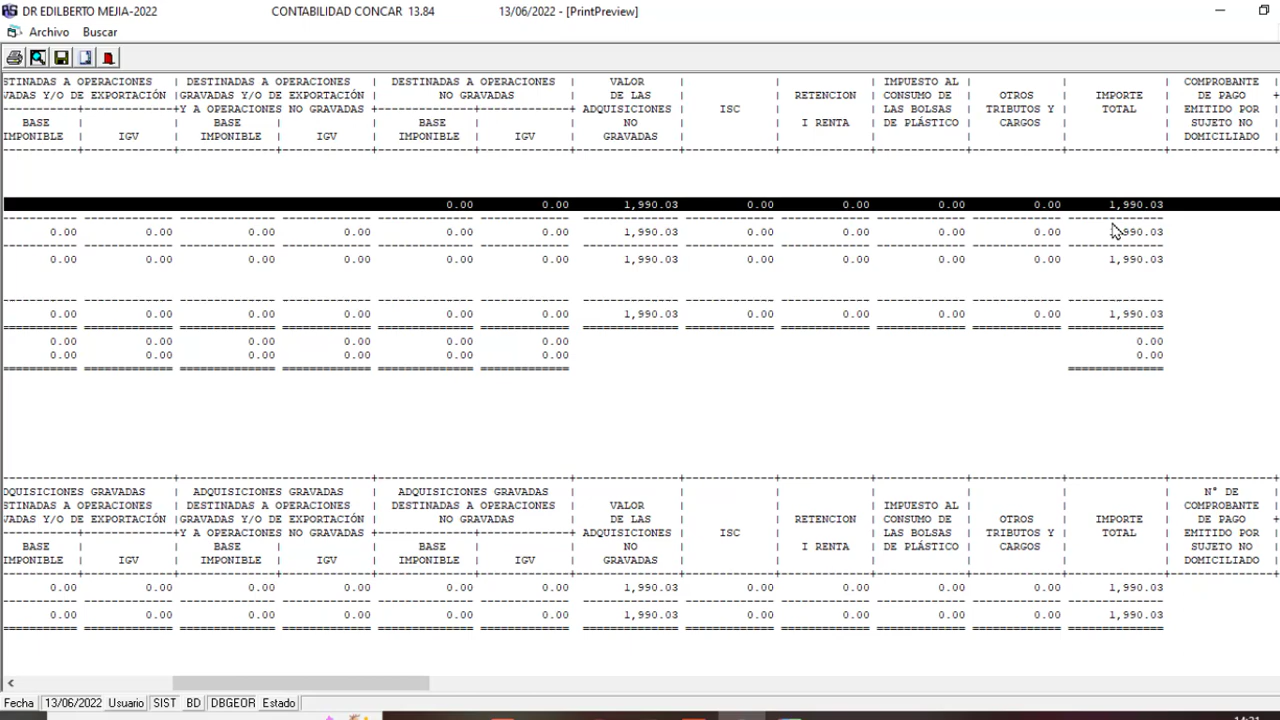 DR EDILBERTO MEJIA-2022 CONTABILIDAD CONCAR 13.84 13/06/2022 - [PrintPreview]
Archivo Buscar
STINADAS A OPERACIONES | DESTINADAS A OPERACIONES | DESTINADAS A OPERACIONES | VALOR | | | IMPUESTO AL | | | COMPROBANTE
VADAS Y/O DE EXPORTACIÓN |GRAVADAS Y/O DE EXPORTACIÓN | NO GRAVADAS | DE LAS | | RETENCION | CONSUMO DE | OTROS | IMPORTE | DE PAGO
+Y A OPERACIONES NO GRAVADAS + + ADQUISICIONES | ISC | | LAS BOLSAS | TRIBUTOS Y | TOTAL | EMITIDO POR
BASE | | BASE | | BASE | | NO | | I RENTA | DE PLÁSTICO | CARGOS | | SUJETO NO
IMPONIBLE | IGV | IMPONIBLE | IGV | IMPONIBLE | IGV | GRAVADAS | | | | | | DOMICILIADO
0.00 0.00 1,990.03 0.00 0.00 0.00 0.00 1,990.03
0.00 0.00 0.00 0.00 0.00 0.00 1,990.03 0.00 0.00 0.00 0.00 990.03
0.00 0.00 0.00 0.00 0.00 0.00 1,990.03 0.00 0.00 0.00 0.00 1,990.03
0.00 0.00 0.00 0.00 0.00 0.00 1,990.03 0.00 0.00 0.00 0.00 1,990.03
0.00 0.00 0.00 0.00 0.00 0.00 0.00
0.00 0.00 0.00 0.00 0.00 0.00 0.00
DQUISICIONES GRAVADAS | ADQUISICIONES GRAVADAS | ADQUISICIONES GRAVADAS | | | | | | | N° DE
STINADAS A OPERACIONES | DESTINADAS A OPERACIONES | DESTINADAS A OPERACIONES | VALOR | | | IMPUESTO AL | | | COMPROBANTE
VADAS Y/O DE EXPORTACIÓN |GRAVADAS Y/O DE EXPORTACIÓN | NO GRAVADAS | DE LAS | | RETENCION | CONSUMO DE | OTROS | IMPORTE | DE PAGO
+Y A OPERACIONES NO GRAVADAS + + ADQUISICIONES | ISC | | LAS BOLSAS | TRIBUTOS Y | TOTAL | EMITIDO POR
BASE | | BASE | | BASE | | NO | | I RENTA | DE PLÁSTICO | CARGOS | | SUJETO NO
IMPONIBLE | IGV | IMPONIBLE | IGV | IMPONIBLE | IGV | GRAVADAS | | | | | | DOMICILIADO
0.00 0.00 0.00 0.00 0.00 0.00 1,990.03 0.00 0.00 0.00 0.00 1,990.03
0.00 0.00 0.00 0.00 0.00 0.00 1,990.03 0.00 0.00 0.00 0.00 1,990.03
Fecha 13/06/2022 Usuario SIST BD DBGEOR Estado